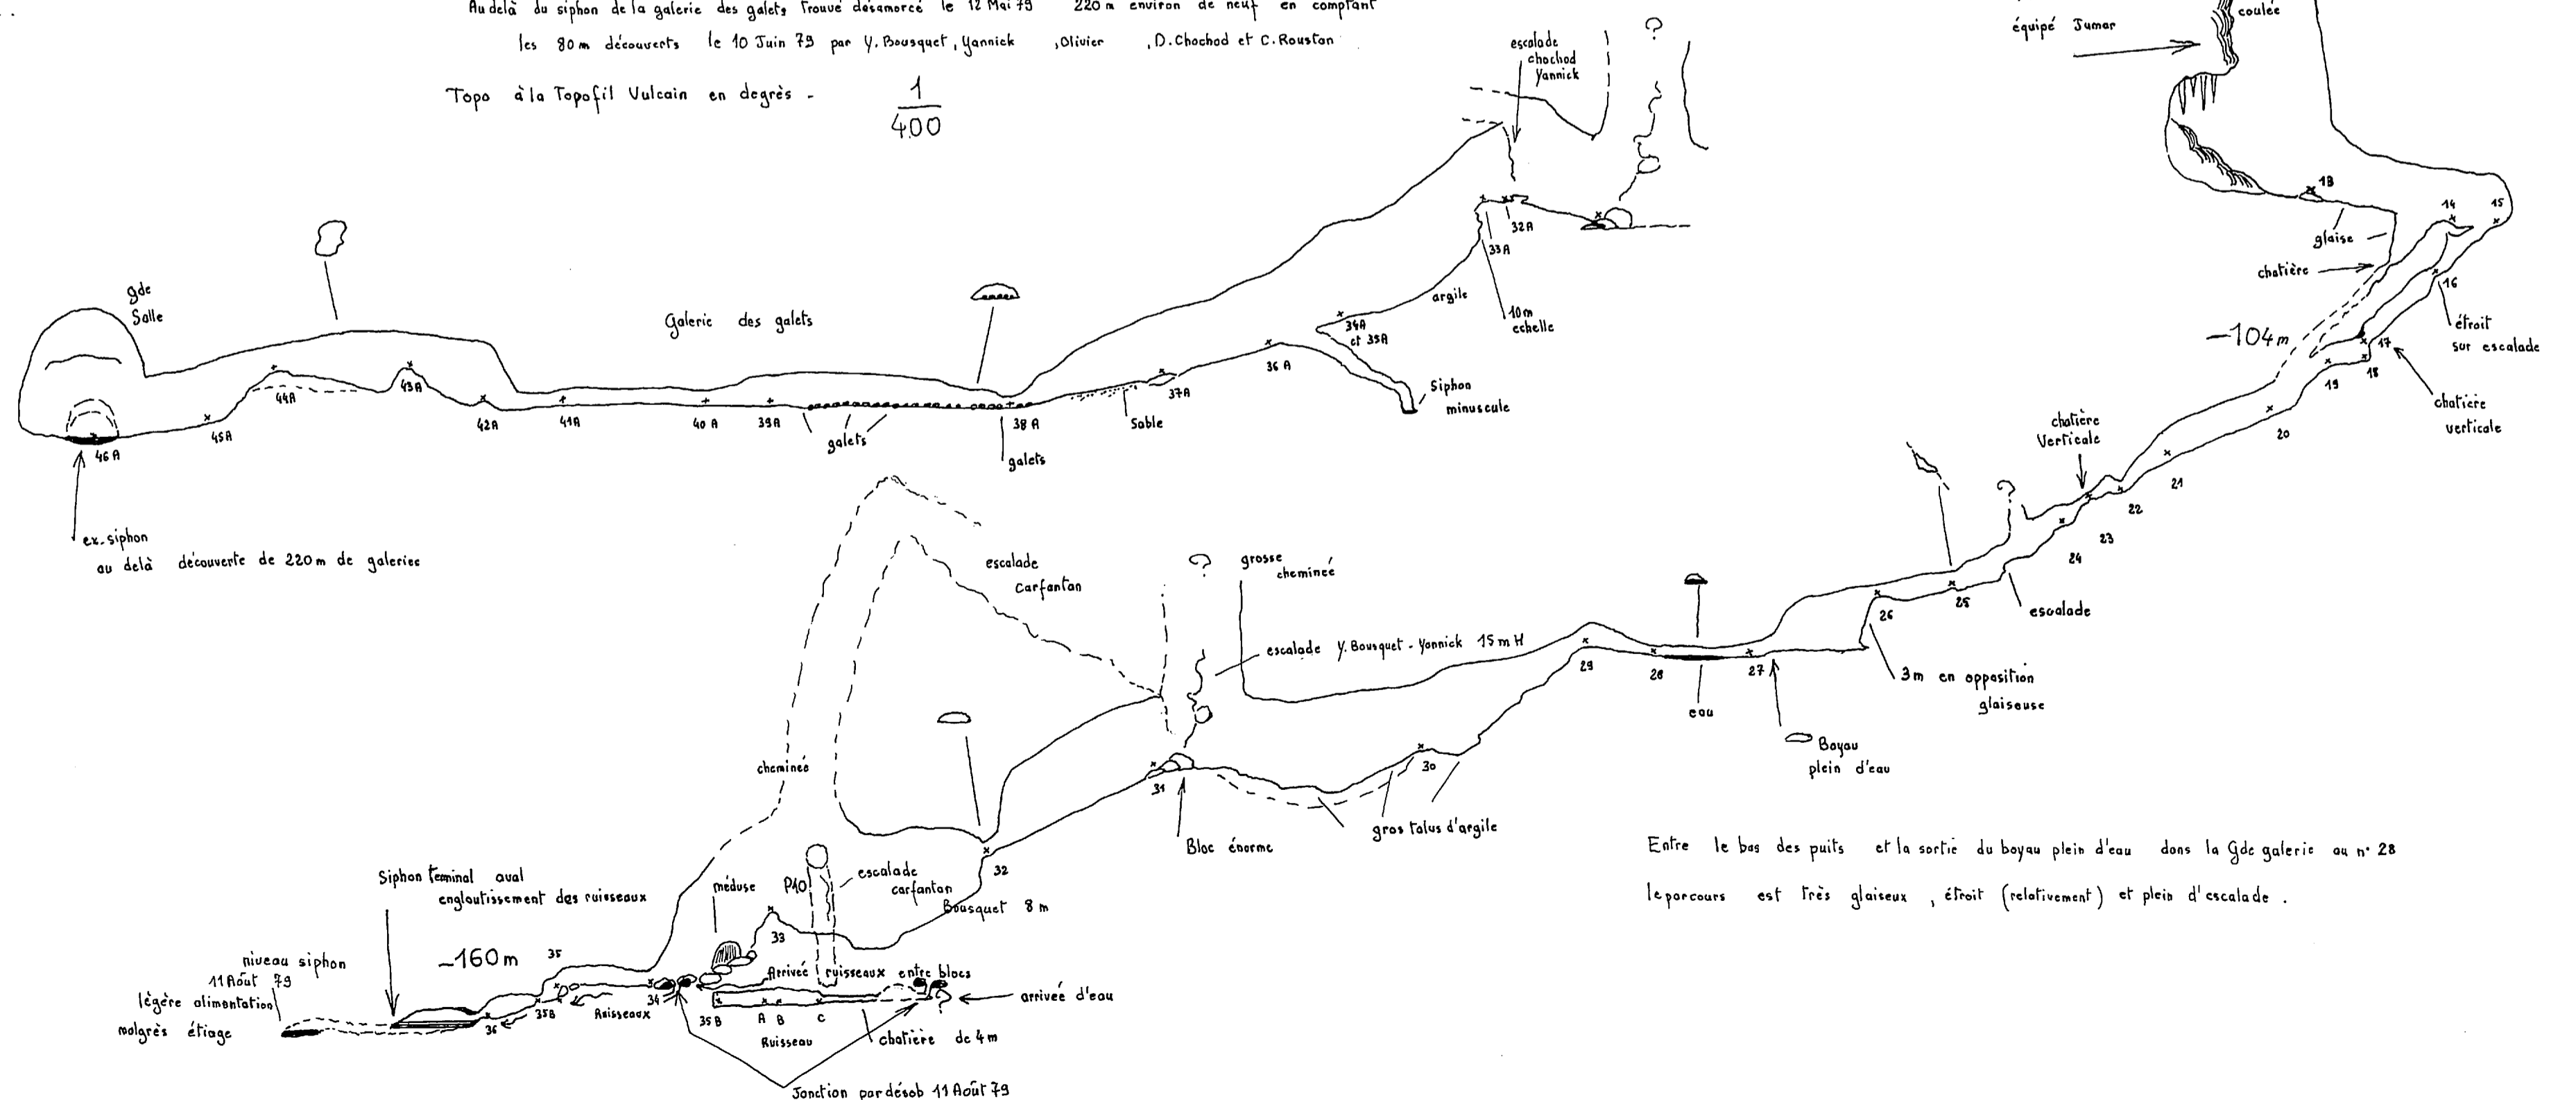 Au delà du siphon de la galerie des galets Trouvé désamorcé le 12 Mai 79 220 m environ de neuf en comptant
les 80 m découverts le 10 Juin 79 par Y. Bousquet, Yannick , Olivier , D. Chochod et C. Roustan
Topo à la Topofil Vulcain en degrès -
1
400
escalade
chochod
Yannick
?
équipé Jumar
coulée
13
14
15
glaise
chatière
16
étroit
sur escalade
-104m
17
18
19
chatière
verticale
20
21
22
23
24
chatière
Verticale
?
25
26
escalade
3m en opposition
glaiseuse
27
28
29
eau
Boyau
plein d'eau
32A
33A
argile
10m
echelle
34A
et 35A
Siphon
minuscule
36 A
37A
Sable
38 A
galets
galets
39A
40 A
41A
42A
43A
44A
45A
46A
gde
Salle
Galerie des galets
ex-siphon
au delà découverte de 220 m de galeries
escalade
Carfantan
?
grosse
cheminée
escalade Y. Bousquet - Yannick 15 m H
30
31
Bloc énorme
gros talus d'argile
cheminée
32
Entre le bas des puits et la sortie du boyau plein d'eau dans la Gde galerie au n° 28
le parcours est très glaiseux , étroit (relativement) et plein d'escalade .
Siphon terminal aval
engloutissement des ruisseaux
méduse
P10
escalade
carfantan
Bousquet 8 m
33
niveau siphon
11 Août 79
légère alimentation
malgrès étiage
-160m
35
34
35B
36
Ruisseaux
Arrivée ruisseaux entre blocs
35 B
A
B
C
Ruisseau
chatière de 4 m
?
arrivée d'eau
Jonction par désob 11 Août 79